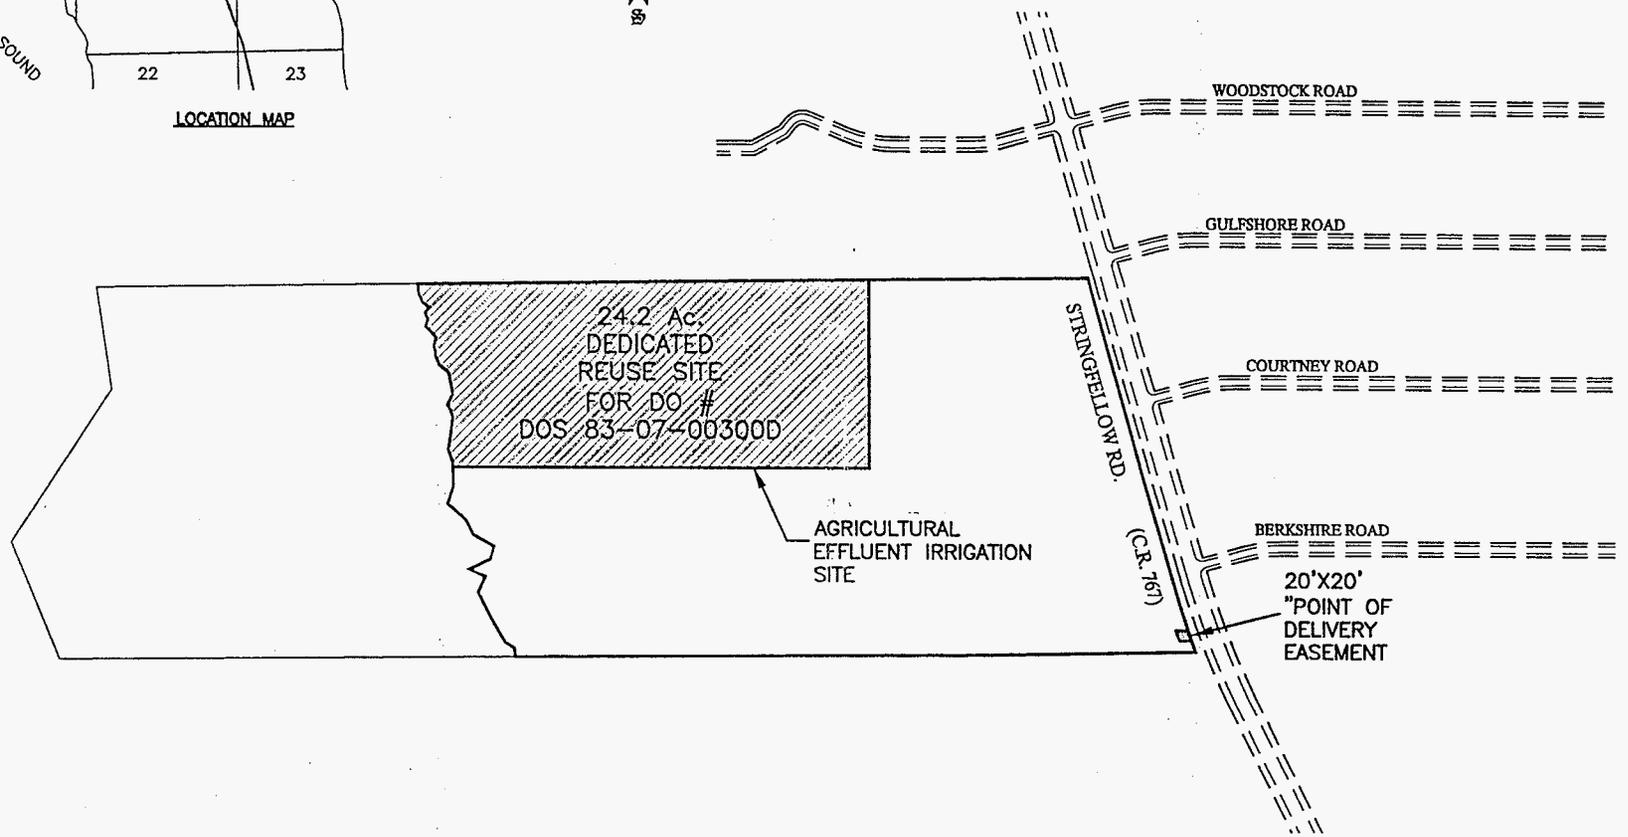 S
SOUND
22
23
LOCATION MAP
WOODSTOCK ROAD
GULFSHORE ROAD
24.2 Ac.
DEDICATED
REUSE SITE
FOR DO #
DOS 83-07-00300D
STRINGFELLOW RD.
(C.R. 767)
COURTNEY ROAD
AGRICULTURAL
EFFLUENT IRRIGATION
SITE
BERKSHIRE ROAD
20'X20'
"POINT OF
DELIVERY
EASEMENT